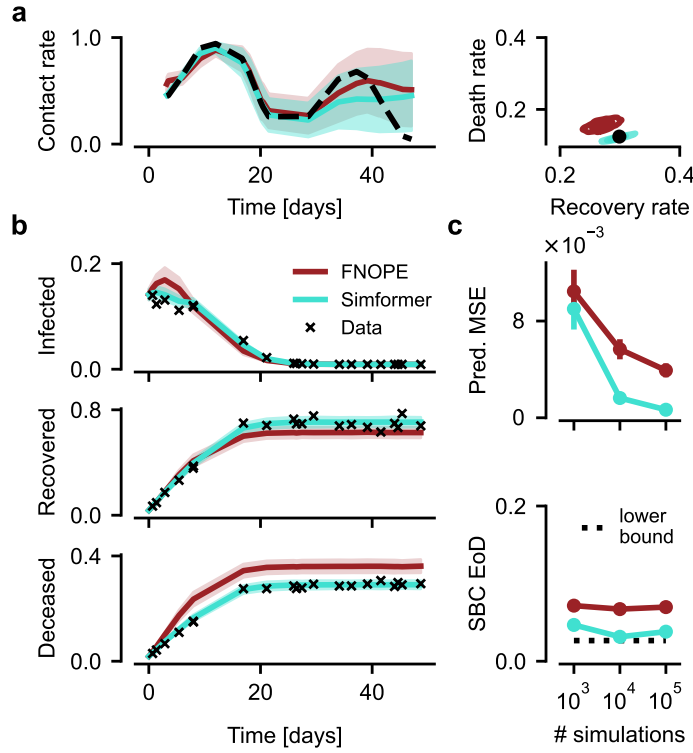 a
Contact rate
1.0
0.0
0
20
40
Time [days]
Death rate
0.4
0.2
0.2
0.4
Recovery rate
b
Infected
0.2
0.0
FNOPE
Simformer
Data
Recovered
0.8
0.0
Deceased
0.4
0.0
0
20
40
Time [days]
c
×10⁻³
Pred. MSE
8
0
SBC EoD
0.2
0.0
lower
bound
10³
10⁴
10⁵
# simulations